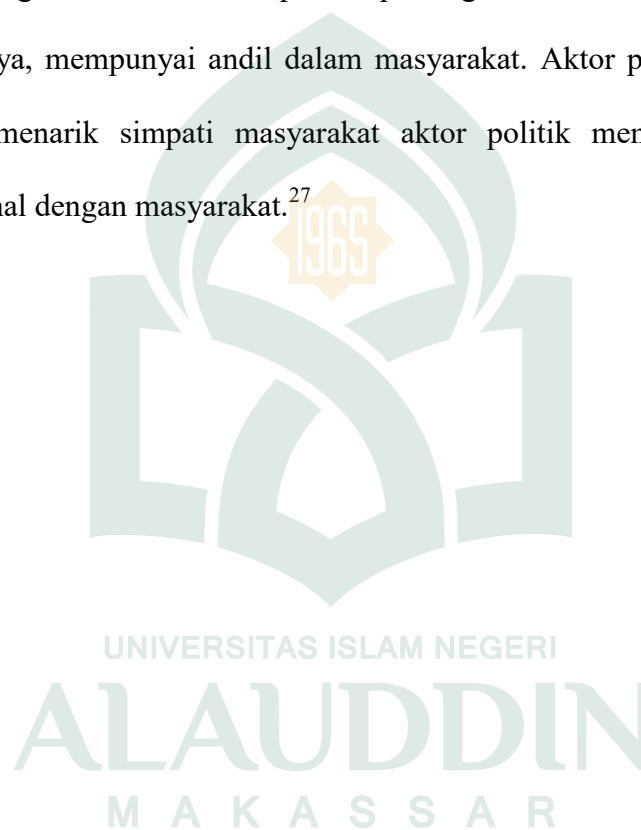 ya, mempunyai andil dalam masyarakat. Aktor p
menarik simpati masyarakat aktor politik men
nal dengan masyarakat.27
1965
UNIVERSITAS ISLAM NEGERI
ALAUDDIN
MAKASSAR